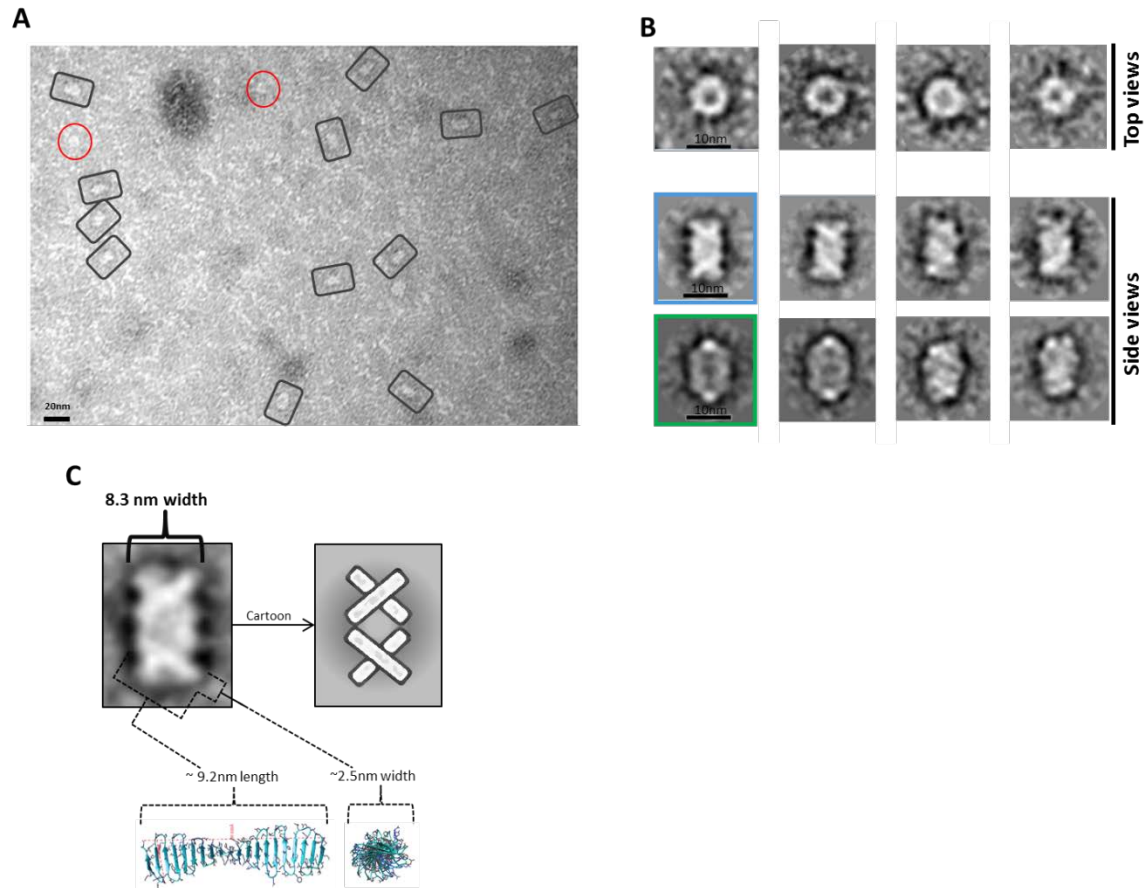 A
20nm
B
10nm
Top views
10nm
10nm
Side views
C
8.3 nm width
Cartoon
~ 9.2nm length
~2.5nm width